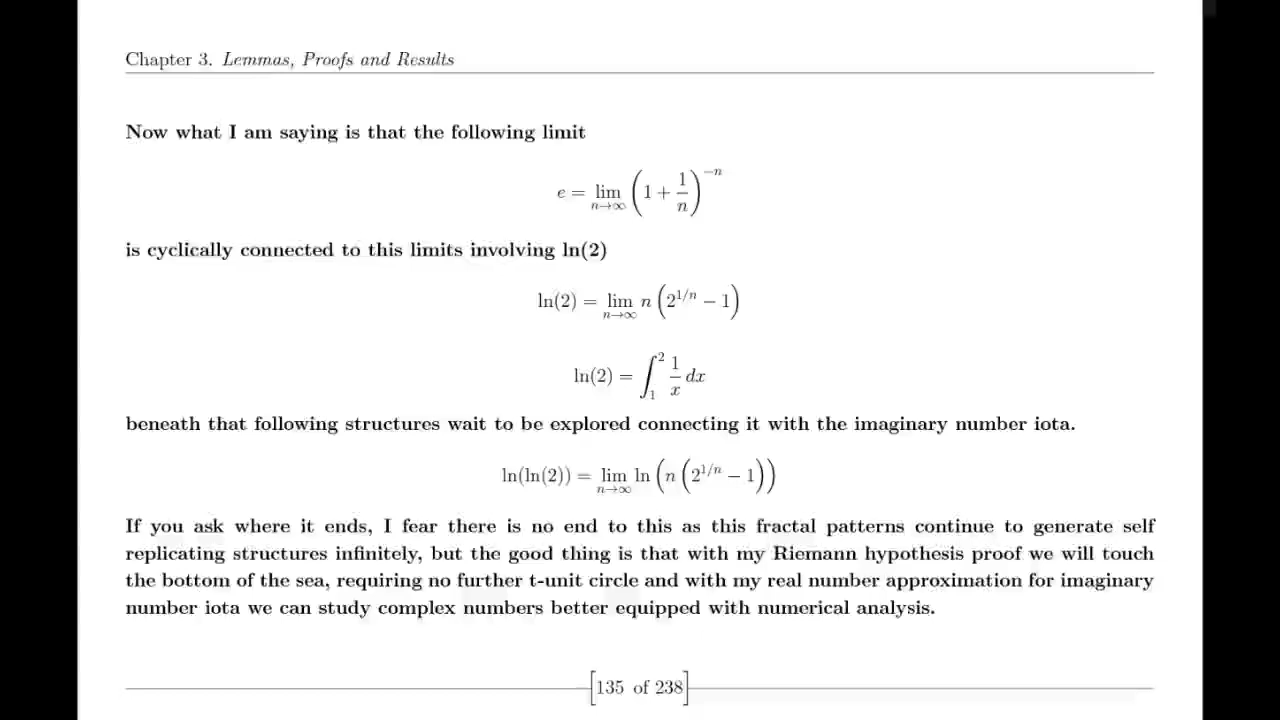 Chapter 3. Lemmas, Proofs and Results
Now what I am saying is that the following limit
e = lim_{n→∞} (1 + 1/n)^{−n}
is cyclically connected to this limits involving ln(2)
ln(2) = lim_{n→∞} n (2^{1/n} − 1)
ln(2) = ∫_1^2 1/x dx
beneath that following structures wait to be explored connecting it with the imaginary number iota.
ln(ln(2)) = lim_{n→∞} ln (n (2^{1/n} − 1))
If you ask where it ends, I fear there is no end to this as this fractal patterns continue to generate self
replicating structures infinitely, but the good thing is that with my Riemann hypothesis proof we will touch
the bottom of the sea, requiring no further t-unit circle and with my real number approximation for imaginary
number iota we can study complex numbers better equipped with numerical analysis.
[135 of 238]